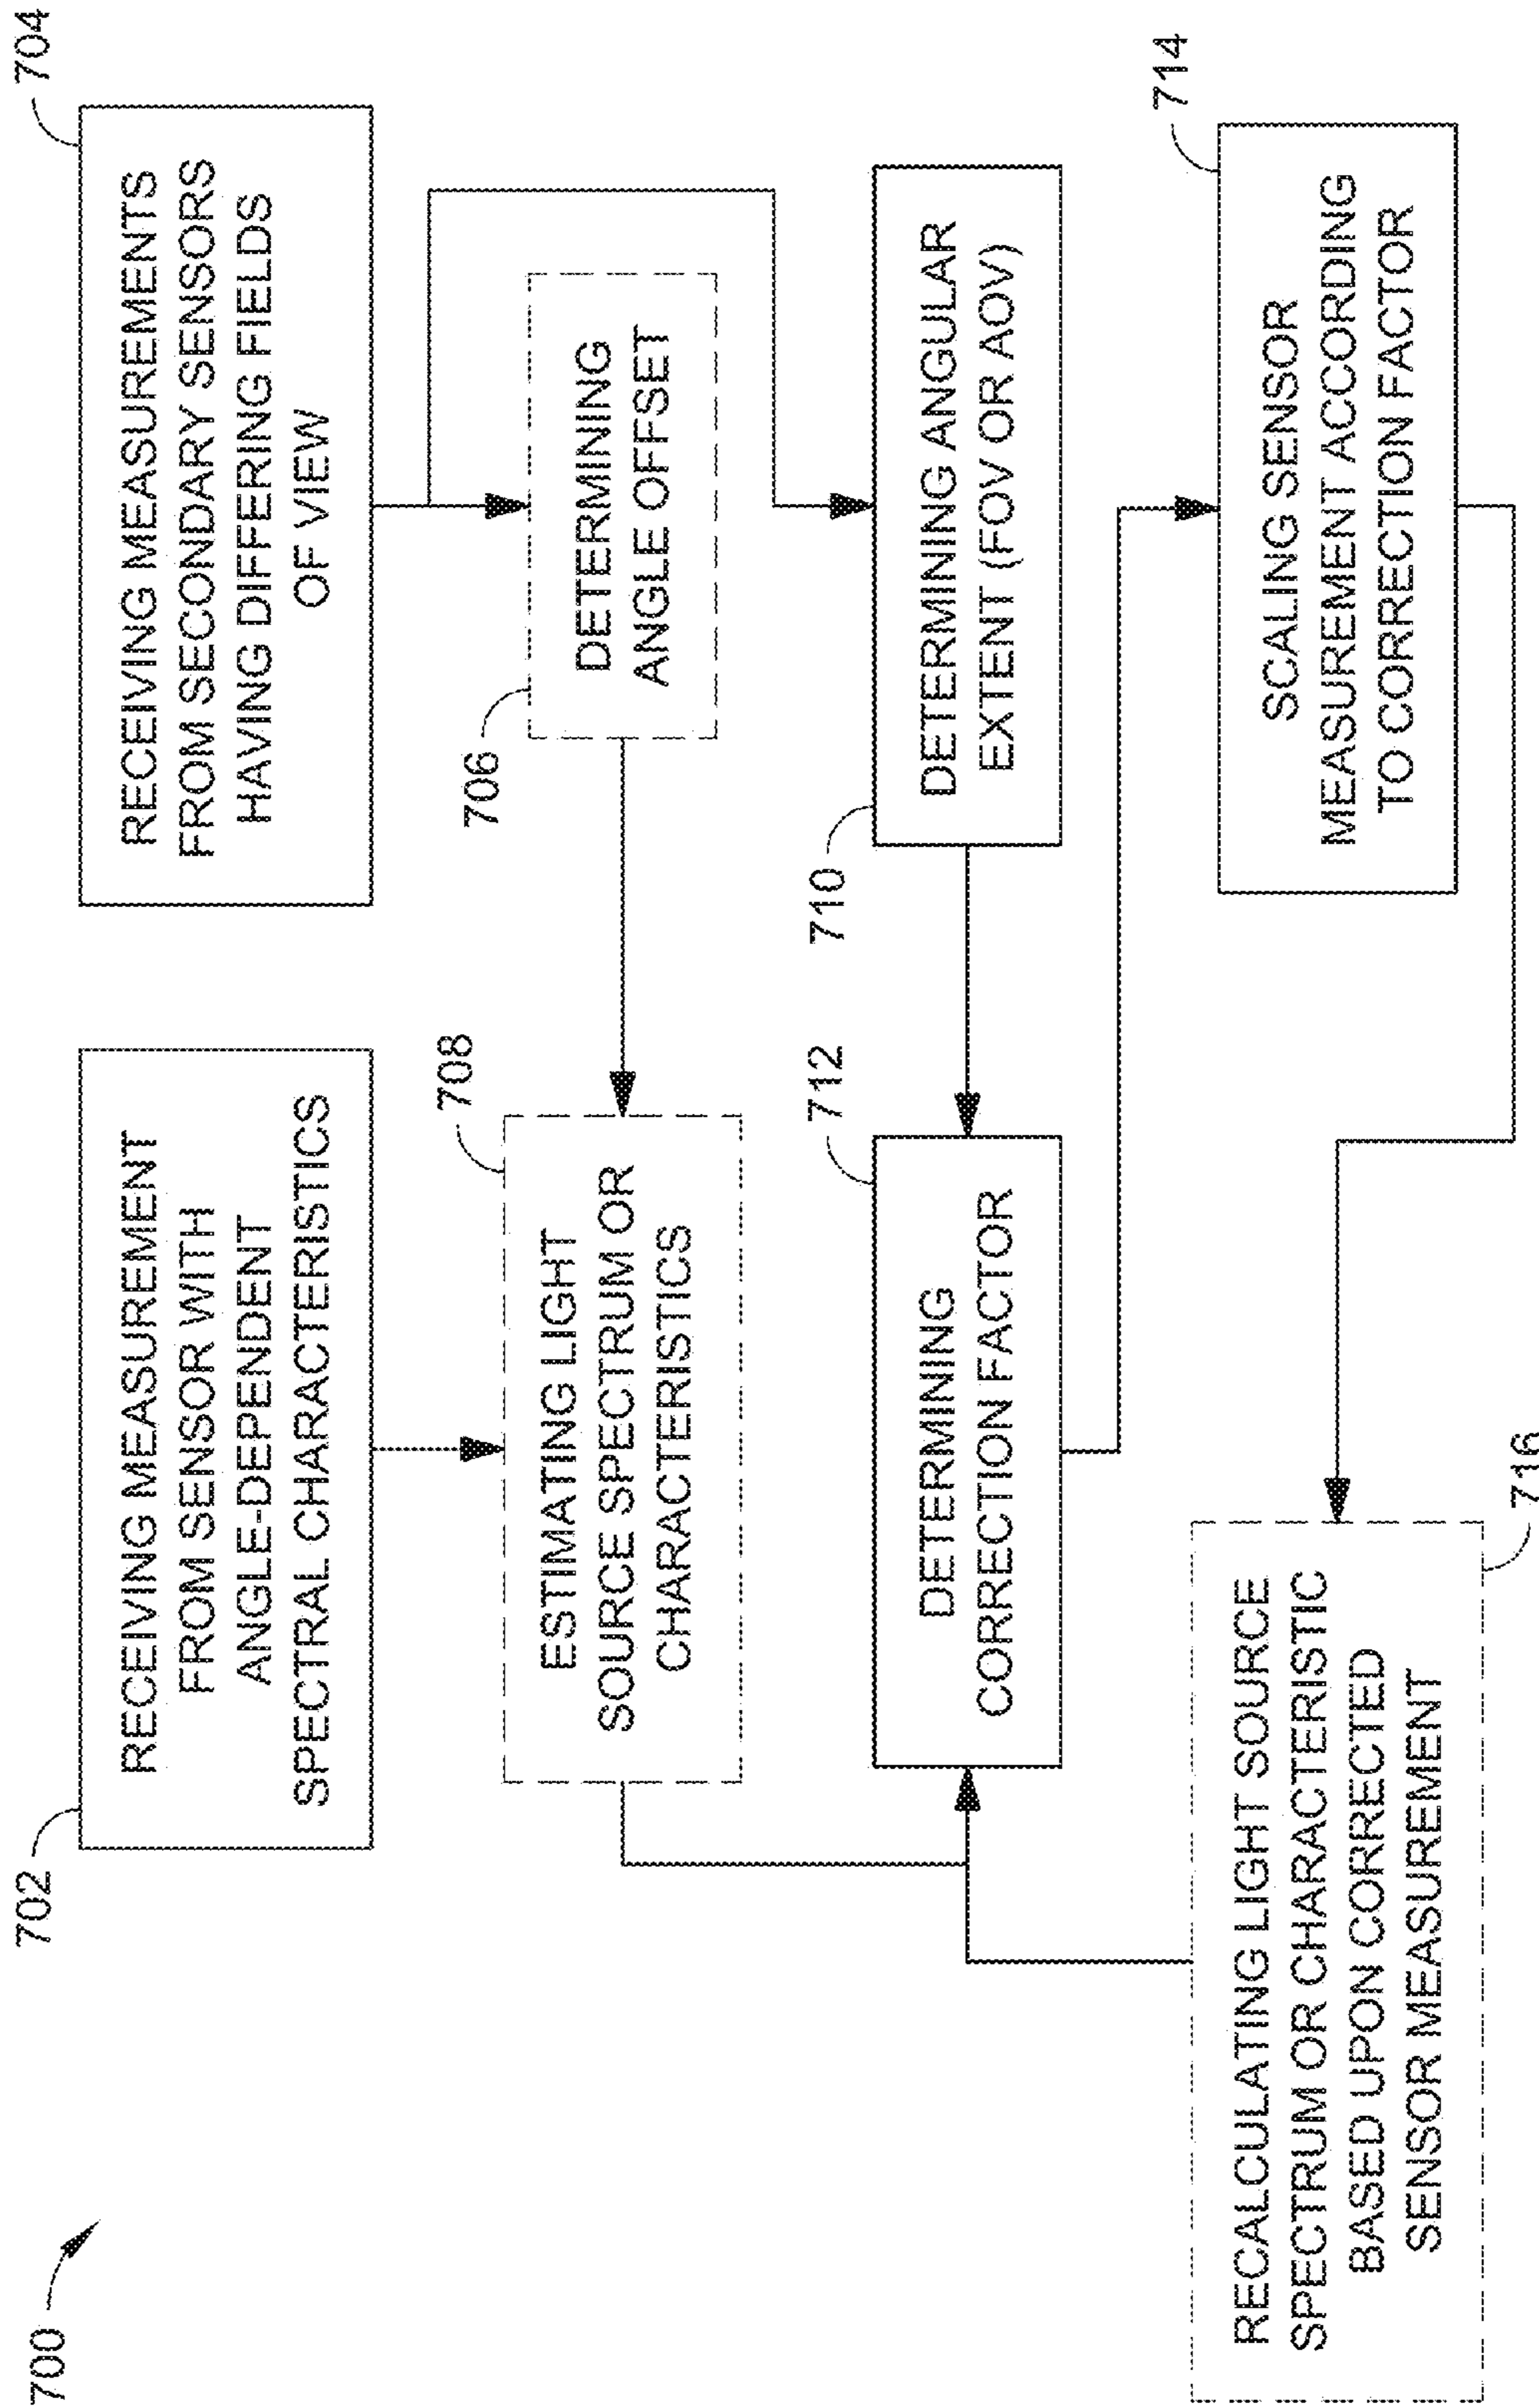 700
702
RECEIVING MEASUREMENT
FROM SENSOR WITH
ANGLE-DEPENDENT
SPECTRAL CHARACTERISTICS
704
RECEIVING MEASUREMENTS
FROM SECONDARY SENSORS
HAVING DIFFERING FIELDS
OF VIEW
706
DETERMINING
ANGLE OFFSET
708
ESTIMATING LIGHT
SOURCE SPECTRUM OR
CHARACTERISTICS
710
DETERMINING ANGULAR
EXTENT (FOV OR AOV)
712
DETERMINING
CORRECTION FACTOR
714
SCALING SENSOR
MEASUREMENT ACCORDING
TO CORRECTION FACTOR
716
RECALCULATING LIGHT SOURCE
SPECTRUM OR CHARACTERISTIC
BASED UPON CORRECTED
SENSOR MEASUREMENT